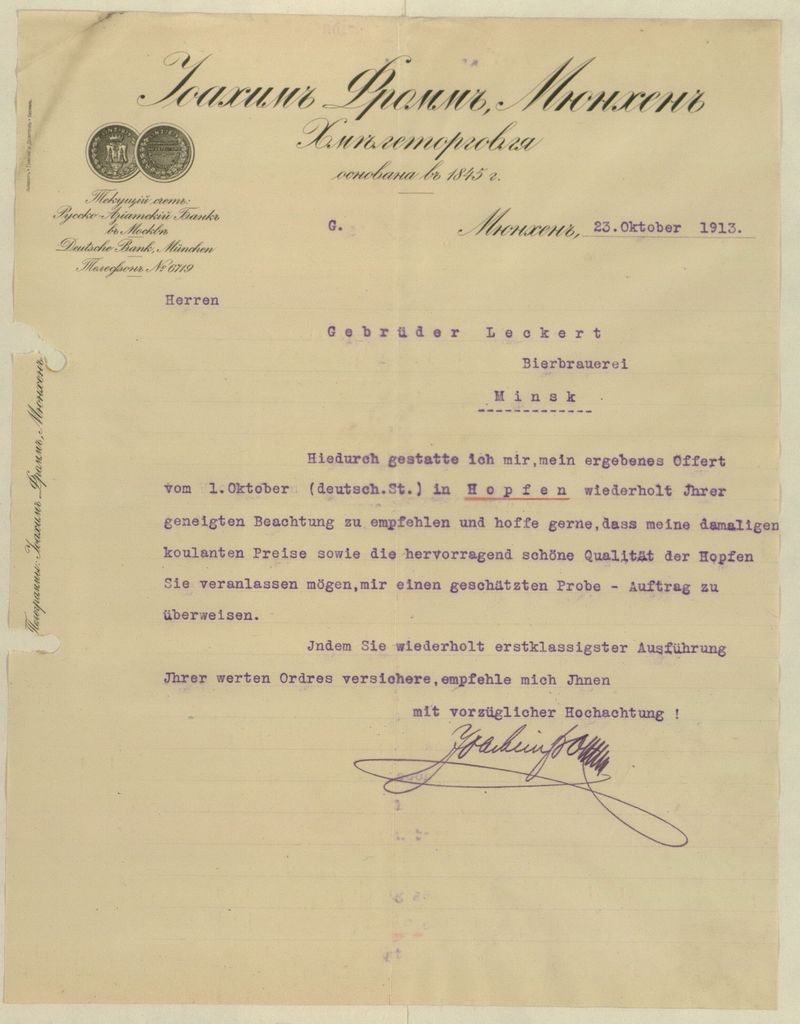 Іоахимъ Фроммъ, Мюнхенъ
Хмѣлеторговля
основана въ 1845 г.
Текущій счетъ:
Русско-Азіатскій Банкъ
въ Москвѣ
Deutsche Bank, München
Телефонъ № 6719
G.
Мюнхенъ, 23.Oktober 1913.
Herren
Gebrüder Leckert
Bierbrauerei
Minsk
Hiedurch gestatte ich mir,mein ergebenes Offert
vom 1.Oktober (deutsch.St.) in Hopfen wiederholt Jhrer
geneigten Beachtung zu empfehlen und hoffe gerne,dass meine damaligen
koulanten Preise sowie die hervorragend schöne Qualität der Hopfen
Sie veranlassen mögen,mir einen geschätzten Probe - Auftrag zu
überweisen.
Jndem Sie wiederholt erstklassigster Ausführung
Jhrer werten Ordres versichere,empfehle mich Jhnen
mit vorzüglicher Hochachtung !
Joachim Fromm
Телеграммы: Іоахимъ Фроммъ, Мюнхенъ